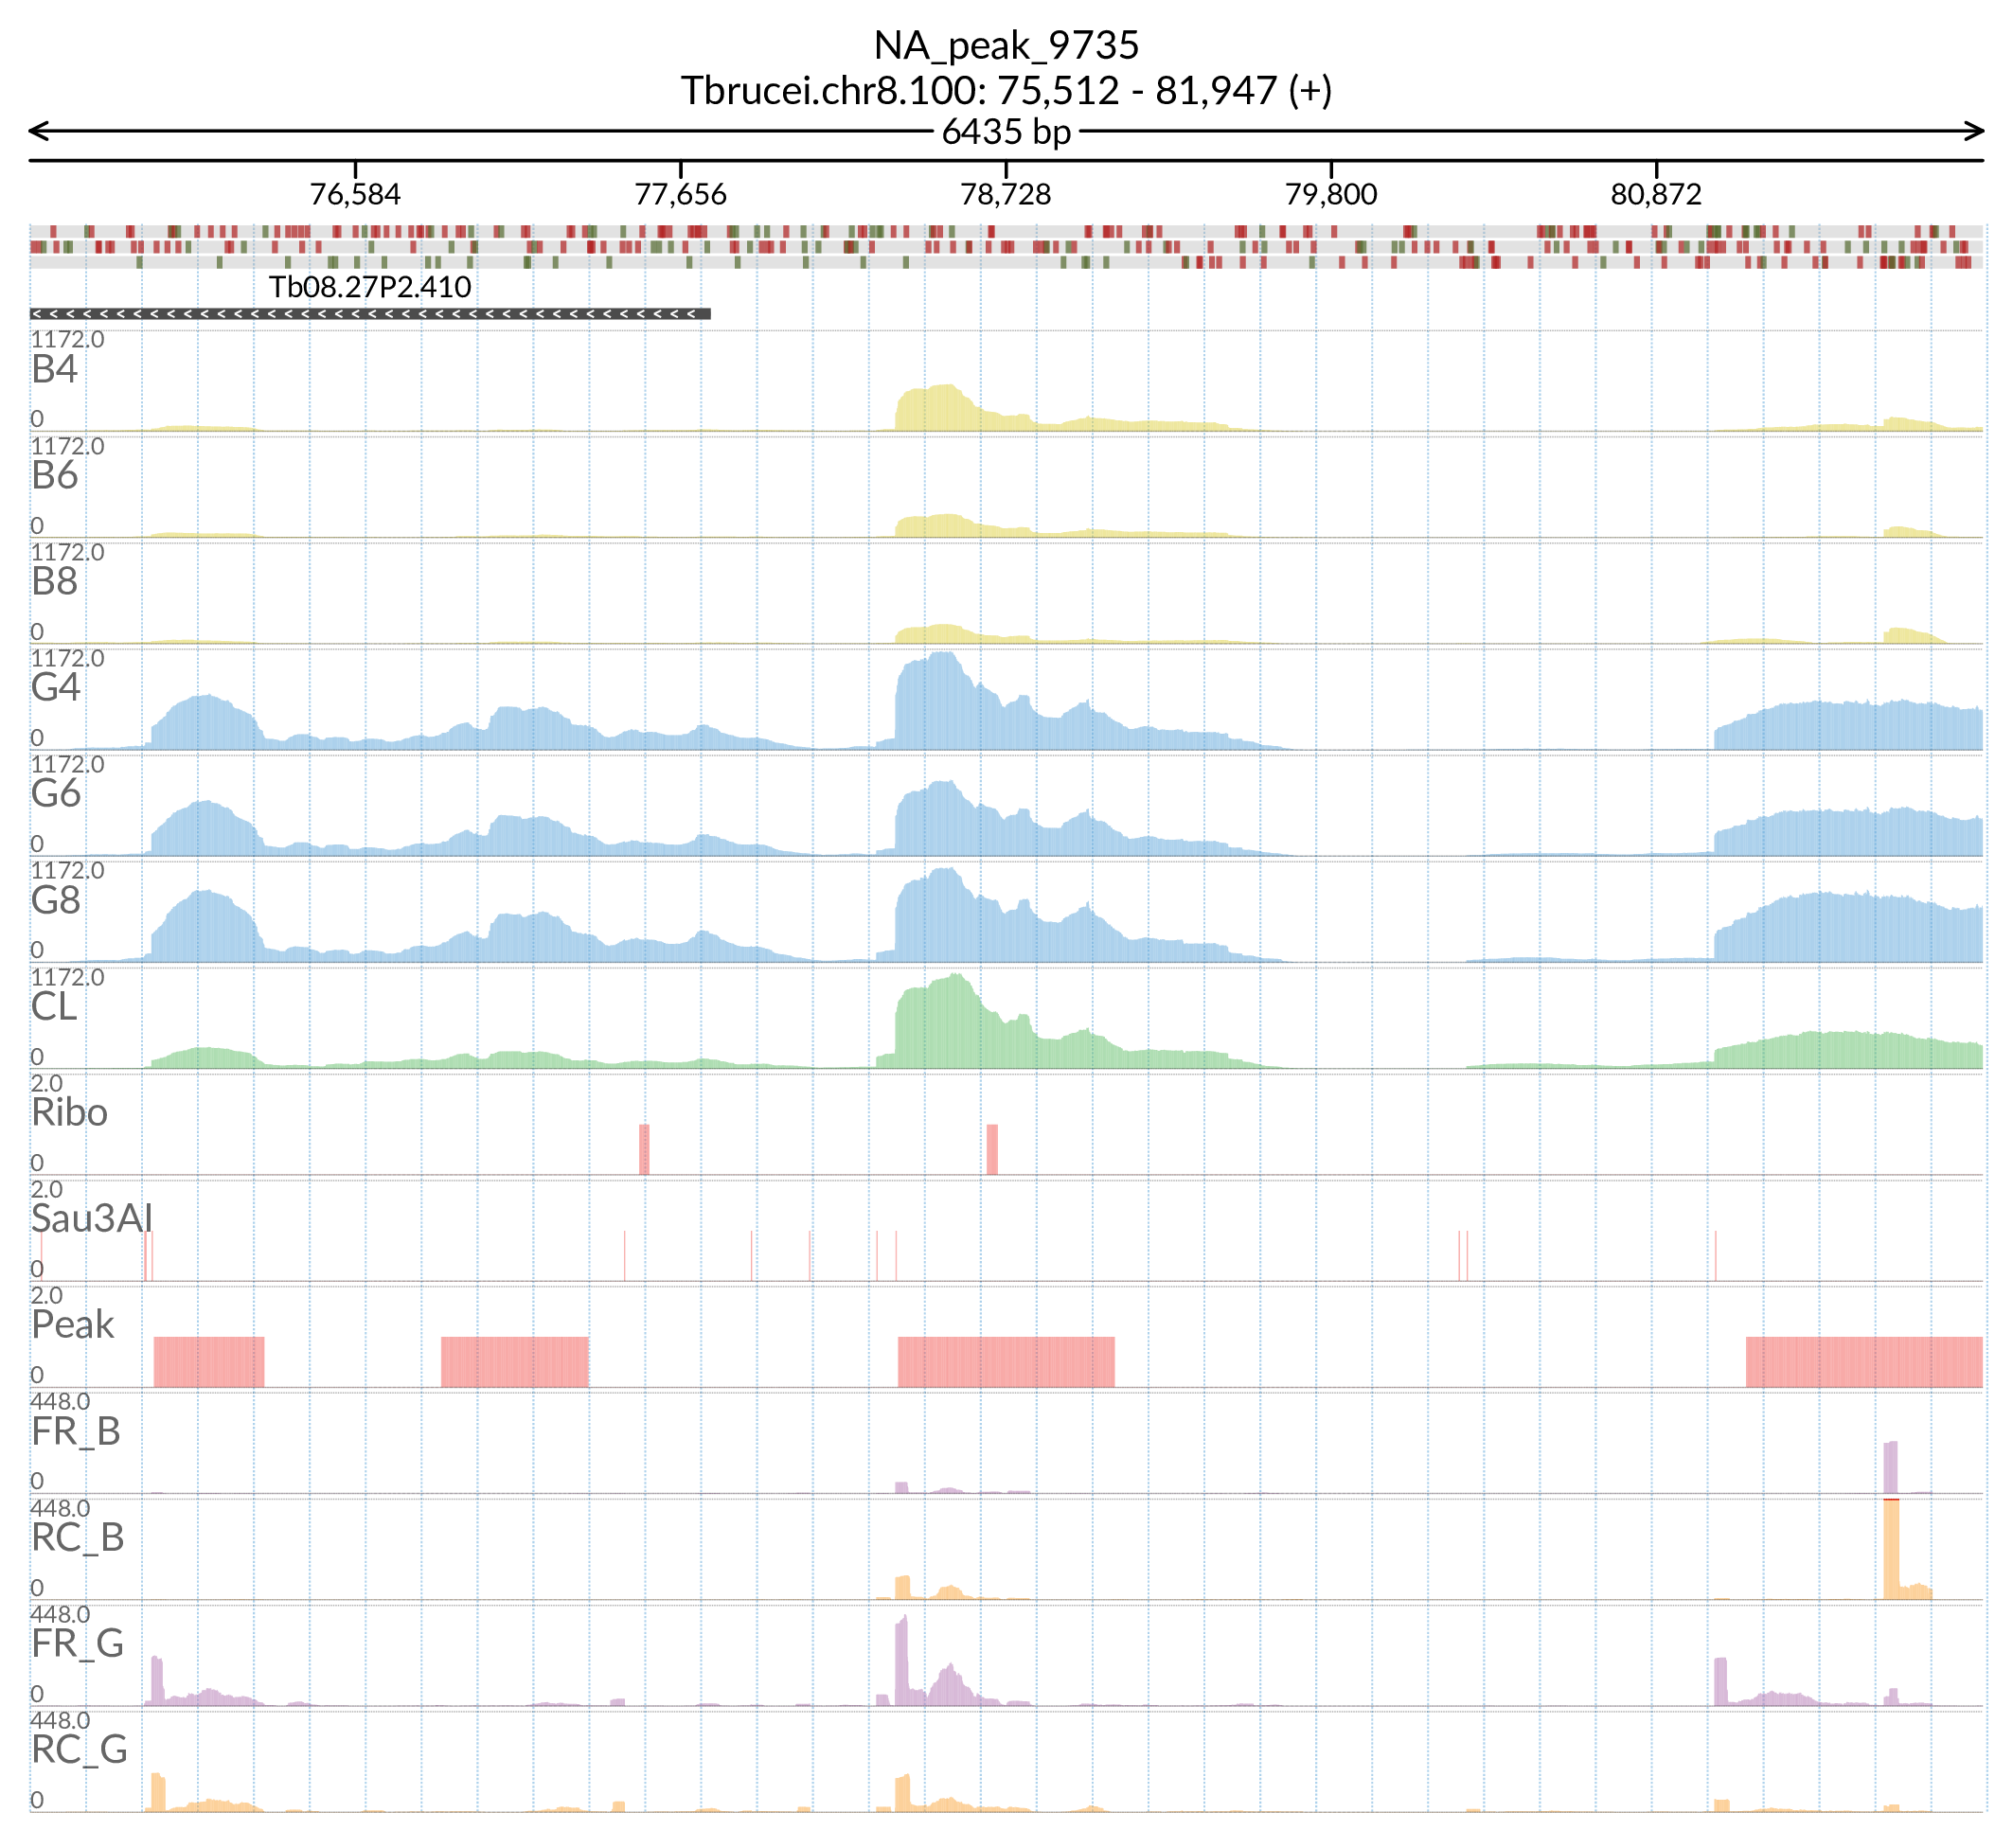 NA_peak_9735
Tbrucei.chr8.100: 75,512 - 81,947 (+)
6435 bp
76,584 77,656 78,728 79,800 80,872
Tb08.27P2.410
1172.0
B4
0
1172.0
B6
0
1172.0
B8
0
1172.0
G4
0
1172.0
G6
0
1172.0
G8
0
1172.0
CL
0
2.0
Ribo
0
2.0
Sau3AI
0
2.0
Peak
0
448.0
FR_B
0
448.0
RC_B
0
448.0
FR_G
0
448.0
RC_G
0